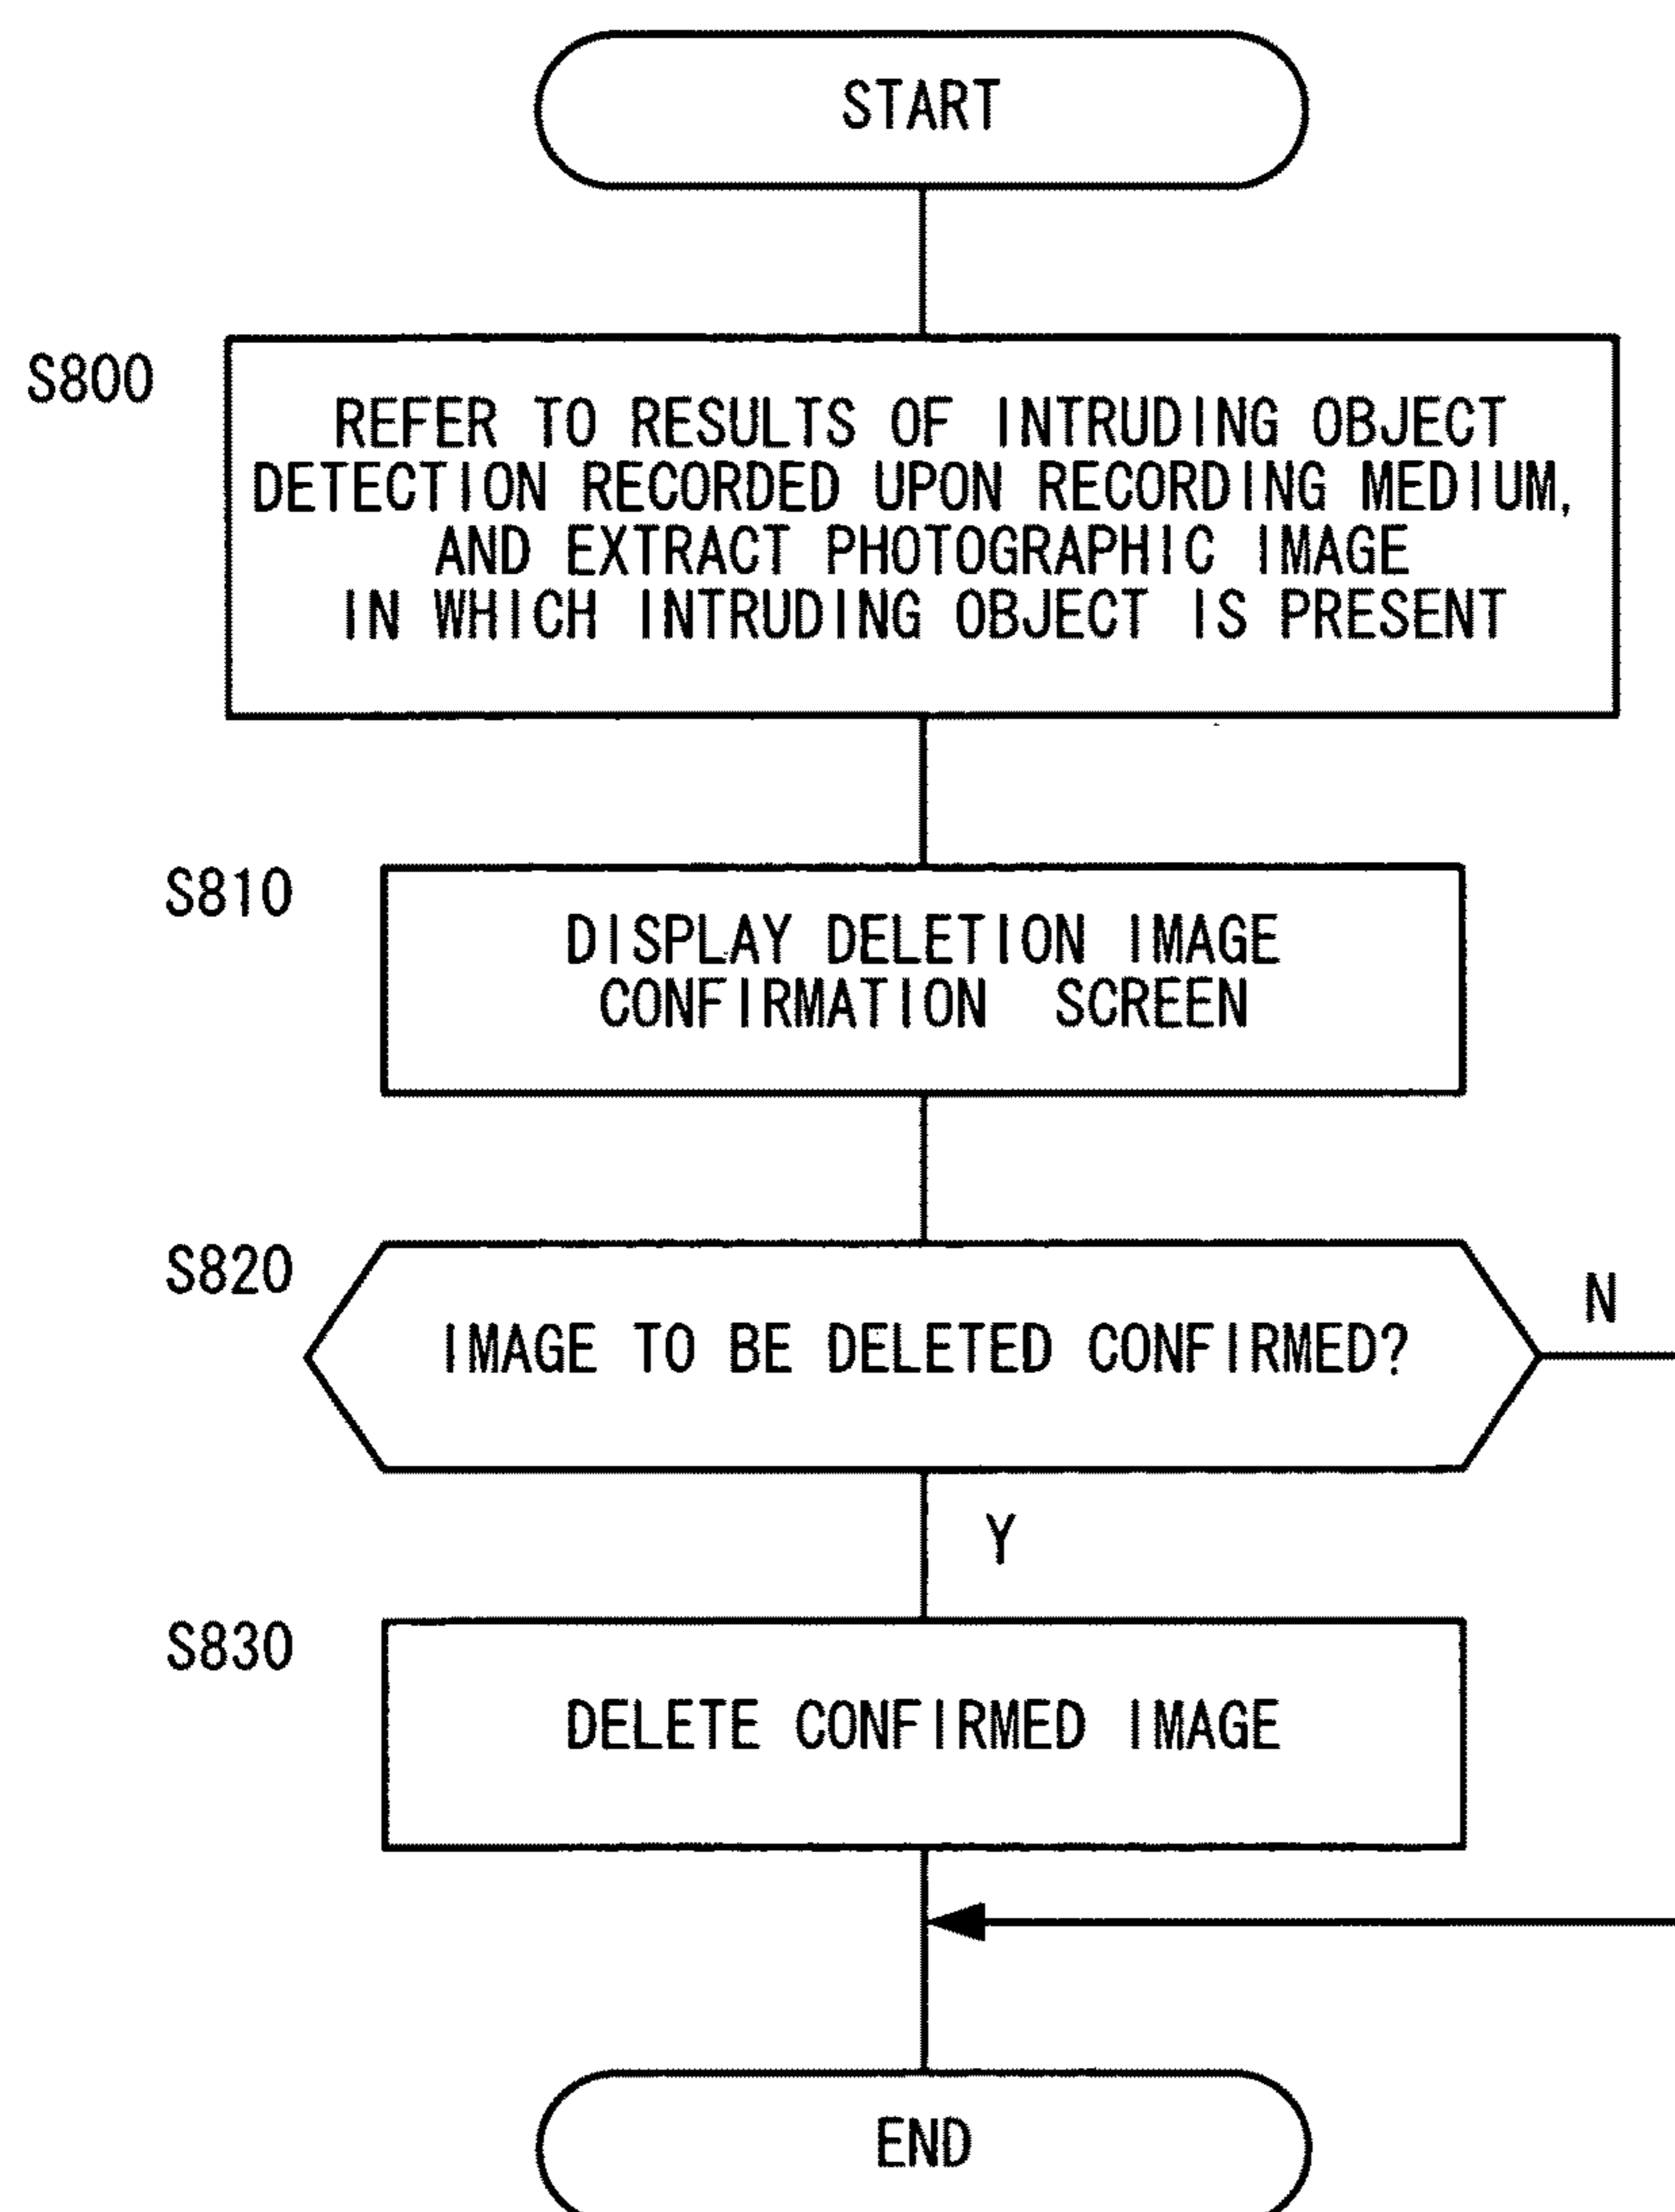 START
S800
REFER TO RESULTS OF INTRUDING OBJECT
DETECTION RECORDED UPON RECORDING MEDIUM,
AND EXTRACT PHOTOGRAPHIC IMAGE
IN WHICH INTRUDING OBJECT IS PRESENT
S810
DISPLAY DELETION IMAGE
CONFIRMATION SCREEN
S820
IMAGE TO BE DELETED CONFIRMED?
N
Y
S830
DELETE CONFIRMED IMAGE
END